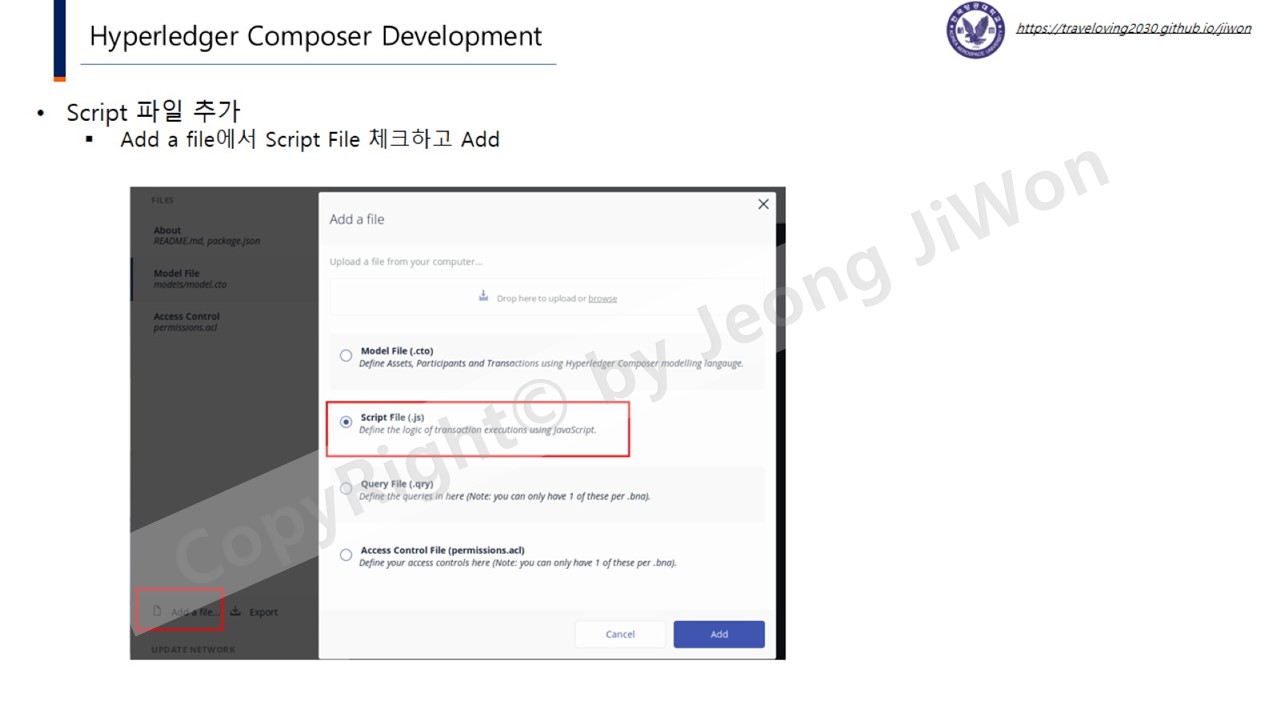 Hyperledger Composer Development
https://traveloving2030.github.io/jiwon
• Script 파일 추가
▪ Add a file에서 Script File 체크하고 Add
FILES
About
README.md, package.json
Model File
models/model.cto
Access Control
permissions.acl
Add a file...
Export
UPDATE NETWORK
Add a file
Upload a file from your computer...
Drop here to upload or browse
Model File (.cto)
Define Assets, Participants and Transactions using Hyperledger Composer modelling langauge.
Script File (.js)
Define the logic of transaction executions using JavaScript.
Query File (.qry)
Define the queries in here (Note: you can only have 1 of these per .bna).
Access Control File (permissions.acl)
Define your access controls here (Note: you can only have 1 of these per .bna).
Cancel
Add
CopyRight© by Jeong JiWon